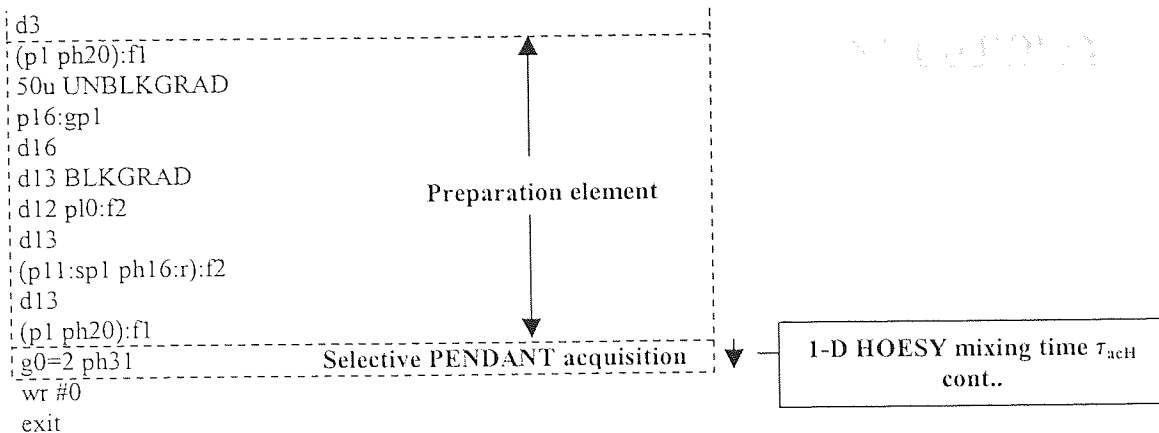 d3
(p1 ph20):f1
50u UNBLKGRAD
p16:gp1
d16
d13 BLKGRAD
Preparation element
d12 pl0:f2
d13
(p11:sp1 ph16:r):f2
d13
(p1 ph20):f1
g0=2 ph31 Selective PENDANT acquisition
1-D HOESY mixing time τacH
cont..
wr #0
exit